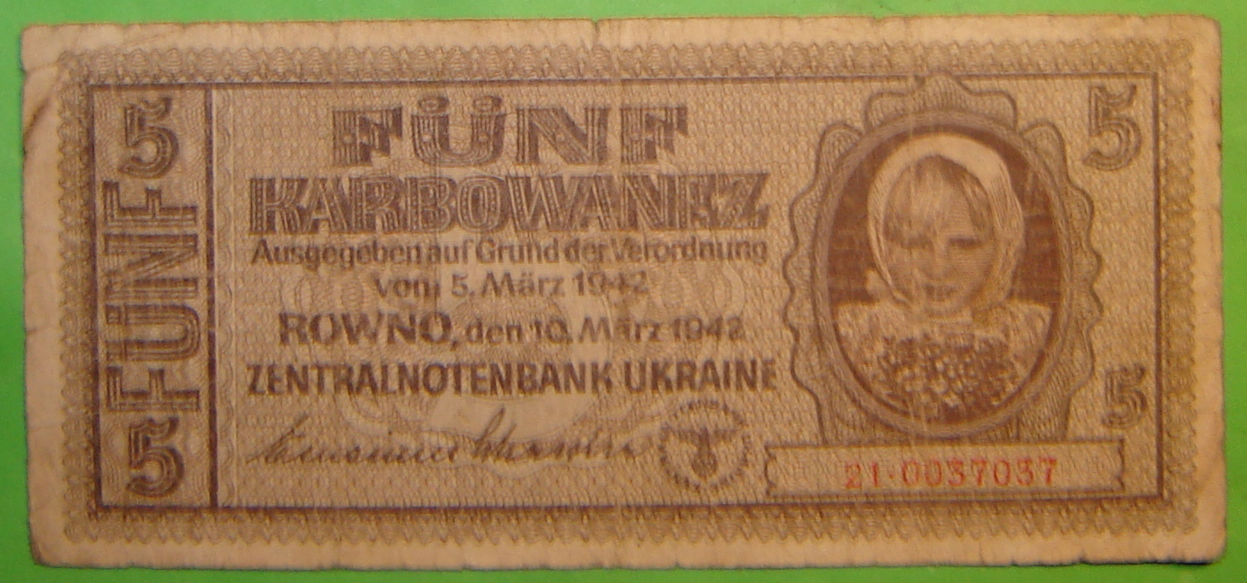 5 FÜNF 5
FÜNF
KARBOWANEZ
Ausgegeben auf Grund der Verordnung
vom 5. März 1942
ROWNO, den 10. März 1942
ZENTRALNOTENBANK UKRAINE
5
5
21·0037037